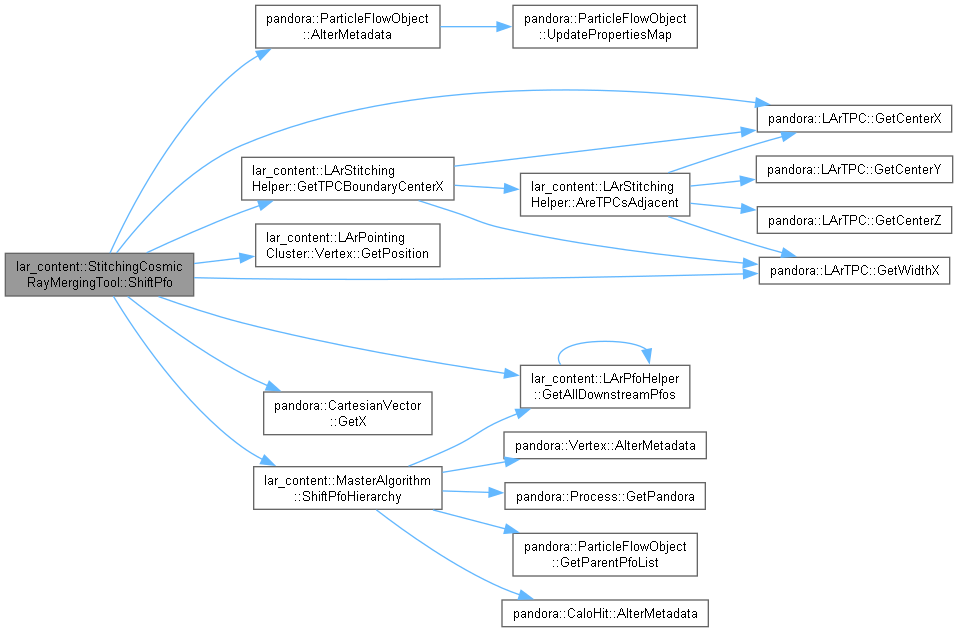 pandora::ParticleFlowObject
::AlterMetadata
pandora::ParticleFlowObject
::UpdatePropertiesMap
pandora::LArTPC::GetCenterX
lar_content::LArStitching
Helper::GetTPCBoundaryCenterX
pandora::LArTPC::GetCenterY
lar_content::LArStitching
Helper::AreTPCsAdjacent
pandora::LArTPC::GetCenterZ
lar_content::LArPointing
Cluster::Vertex::GetPosition
lar_content::StitchingCosmic
RayMergingTool::ShiftPfo
pandora::LArTPC::GetWidthX
lar_content::LArPfoHelper
::GetAllDownstreamPfos
pandora::CartesianVector
::GetX
pandora::Vertex::AlterMetadata
lar_content::MasterAlgorithm
::ShiftPfoHierarchy
pandora::Process::GetPandora
pandora::ParticleFlowObject
::GetParentPfoList
pandora::CaloHit::AlterMetadata